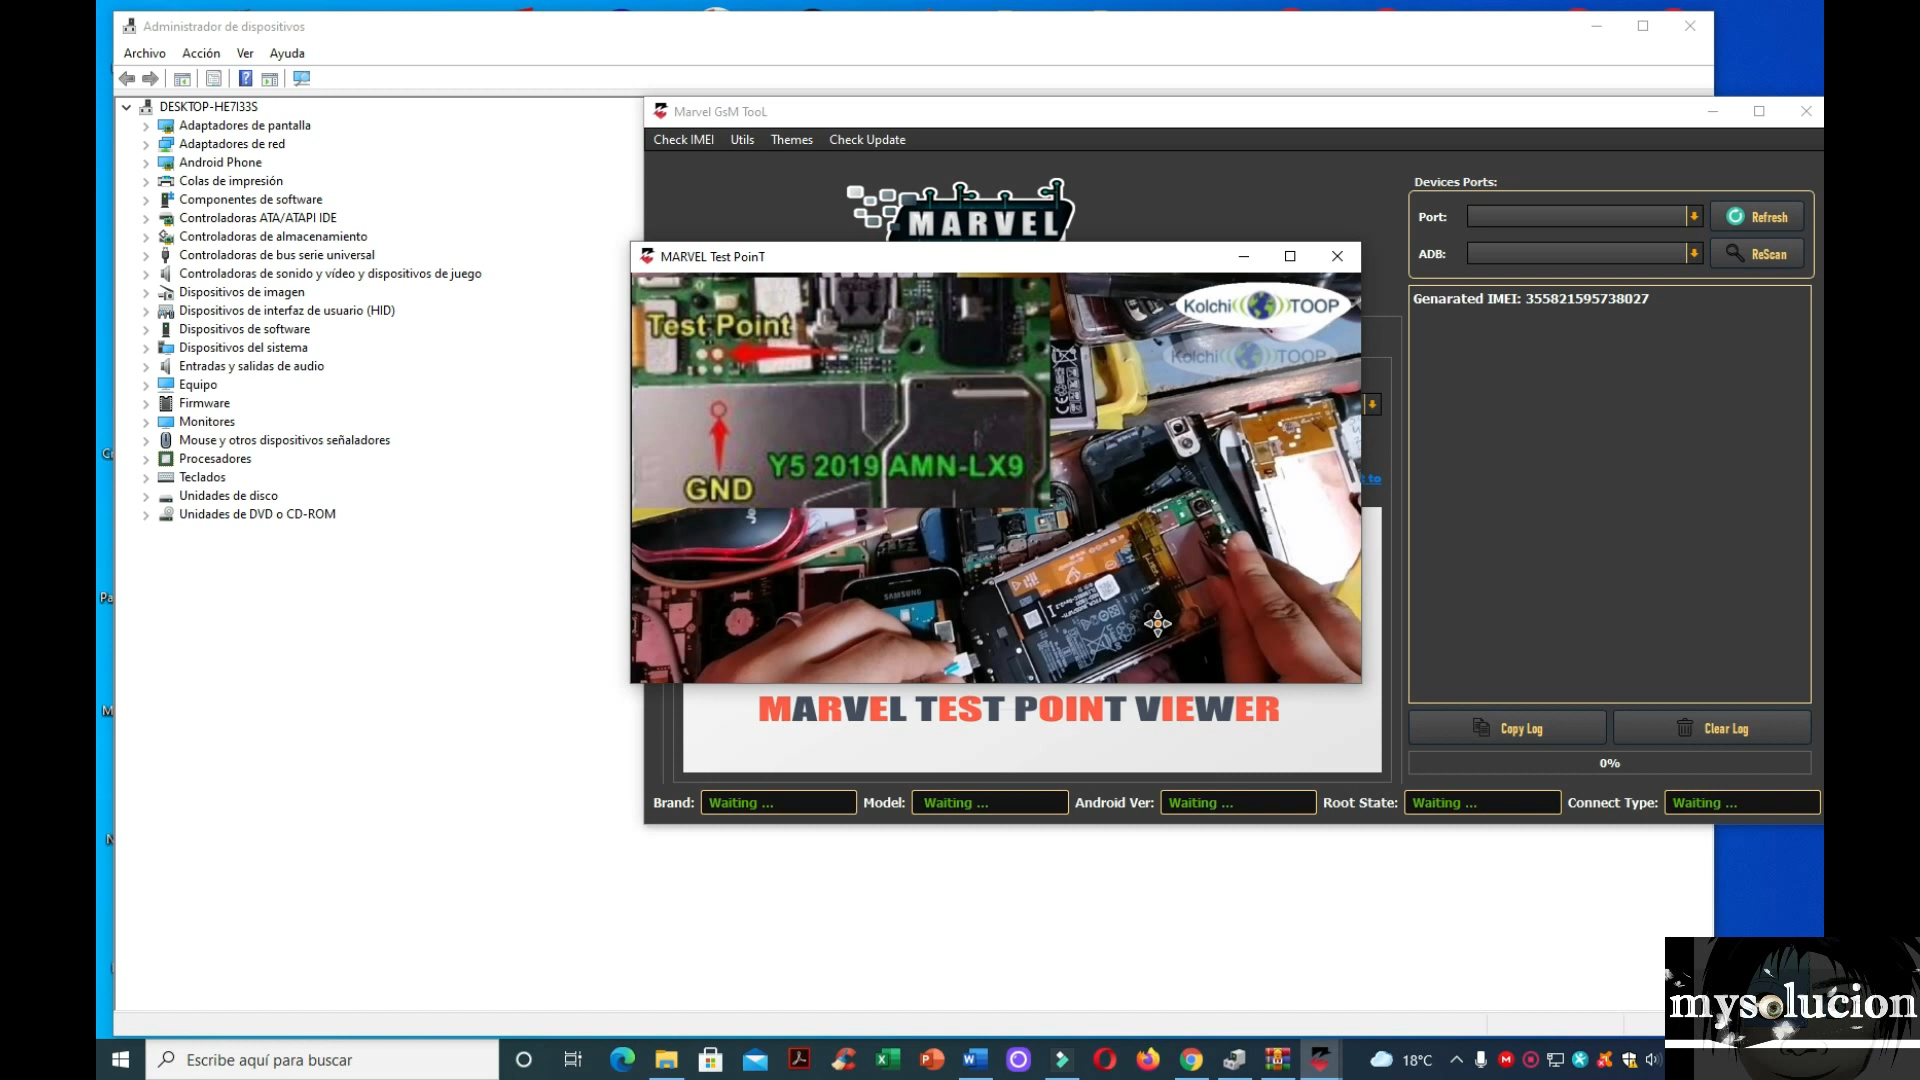 Administrador de dispositivos
Archivo Acción Ver Ayuda
DESKTOP-HE7I33S
Adaptadores de pantalla
Adaptadores de red
Android Phone
Colas de impresión
Componentes de software
Controladoras ATA/ATAPI IDE
Controladoras de almacenamiento
Controladoras de bus serie universal
Controladoras de sonido y vídeo y dispositivos de juego
Dispositivos de imagen
Dispositivos de interfaz de usuario (HID)
Dispositivos de software
Dispositivos del sistema
Entradas y salidas de audio
Equipo
Firmware
Monitores
Mouse y otros dispositivos señaladores
Procesadores
Teclados
Unidades de disco
Unidades de DVD o CD-ROM
Marvel GsM TooL
Check IMEI Utils Themes Check Update
MARVEL
Devices Ports:
Port: Refresh
ADB: ReScan
Genarated IMEI: 355821595738027
MARVEL Test PoinT
Kolchi TOOP
Kolchi TOOP
Test Point
GND
Y5 2019 AMN-LX9
SAMSUNG
t to
MARVEL TEST POINT VIEWER
Copy Log Clear Log
0%
Brand: Waiting ... Model: Waiting ... Android Ver: Waiting ... Root State: Waiting ... Connect Type: Waiting ...
mysolucion
Escribe aquí para buscar
18°C